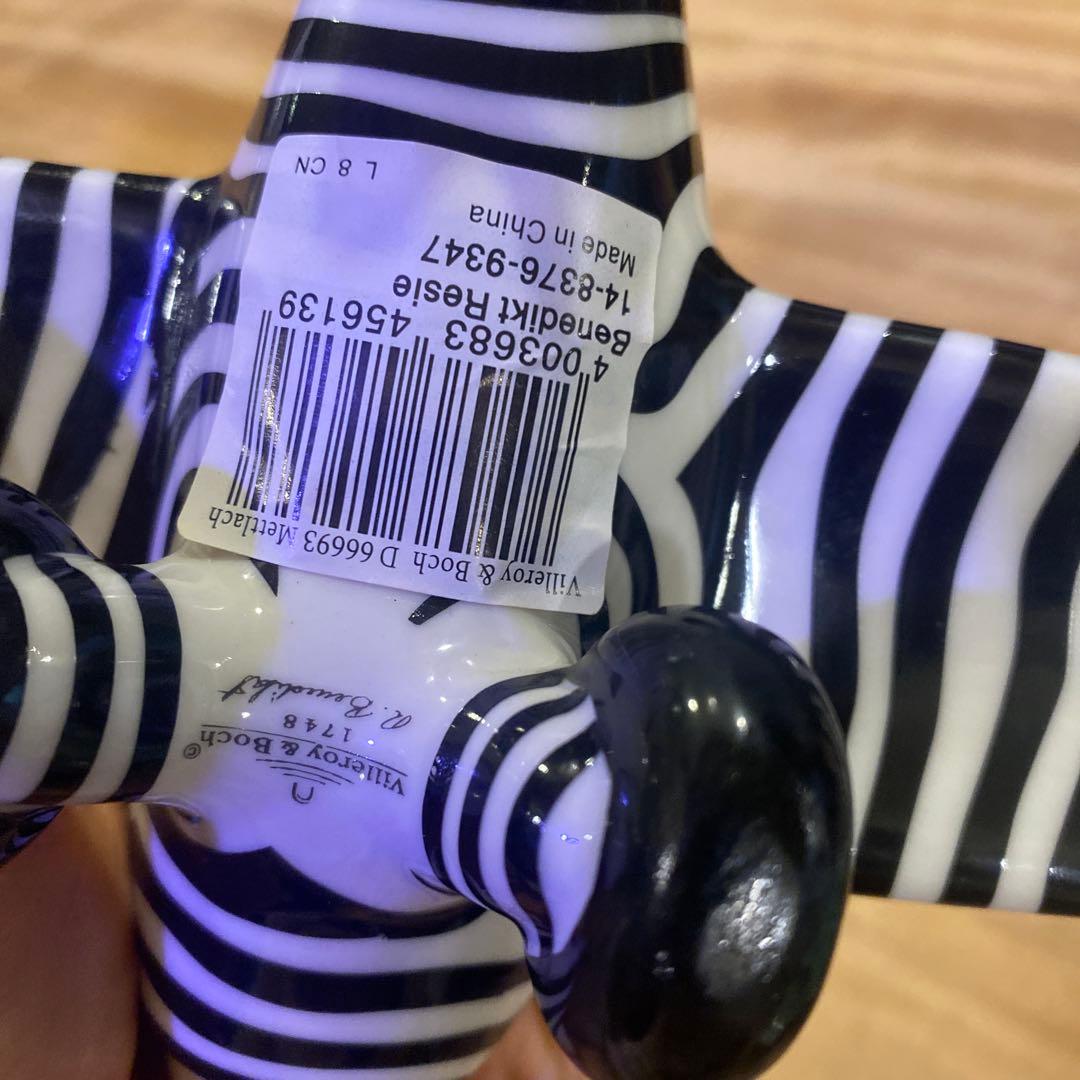 Villeroy & Boch D 66693 Mettlach
4 003683 456139
Benedikt Resie
14-8376-9347
Made in China
L 8 CN
Villeroy & Boch©
1748
R. Benedikt